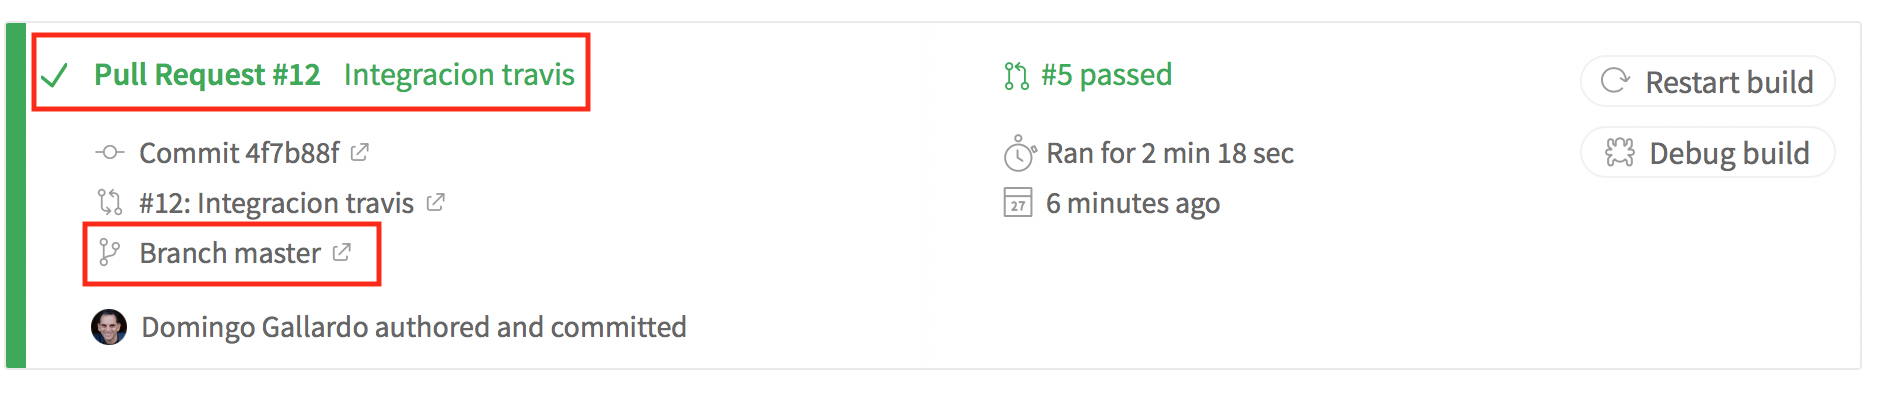 Pull Request #12 Integracion travis
#5 passed
Restart build
Commit 4f7b88f
Ran for 2 min 18 sec
Debug build
#12: Integracion travis
27
6 minutes ago
Branch master
Domingo Gallardo authored and committed